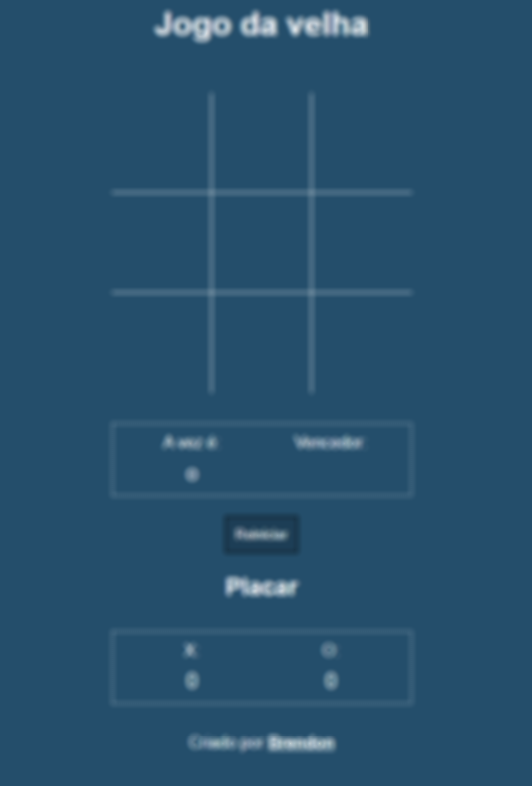 Jogo da velha
A vez é: Vencedor:
o
Reiniciar
Placar
X: O:
0 0
Criado por Brendon